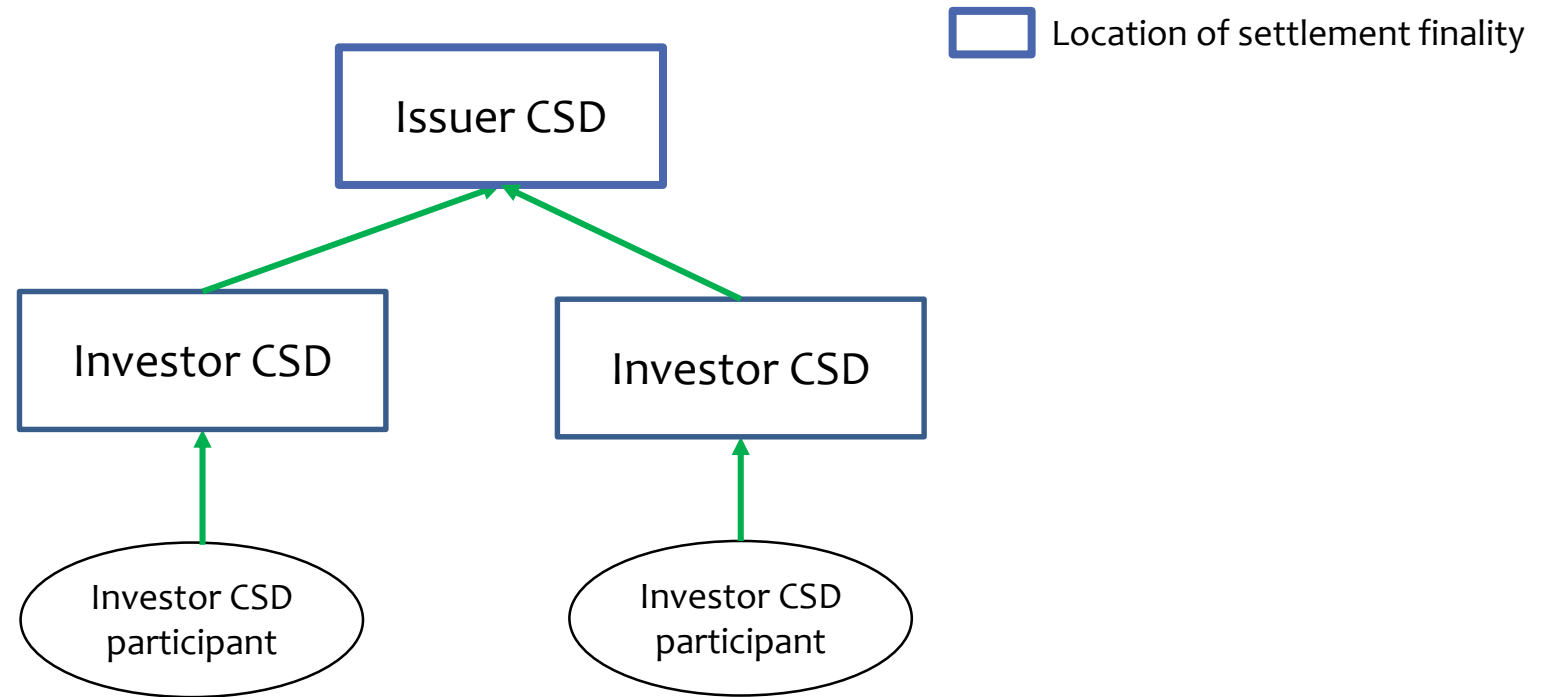 Location of settlement finality
Issuer CSD
Investor CSD
Investor CSD
Investor CSD
participant
Investor CSD
participant